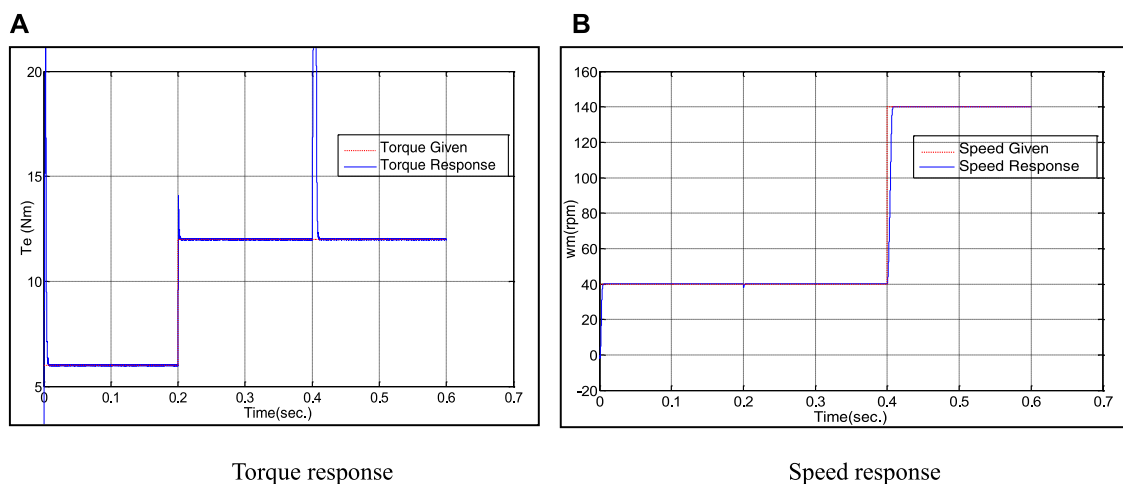 A
20
15
10
5
Te (Nm)
Torque Given
Torque Response
0
0.1
0.2
0.3
0.4
0.5
0.6
0.7
Time(sec.)
Torque response
B
160
140
120
100
80
60
40
20
0
-20
wm(rpm)
Speed Given
Speed Response
0
0.1
0.2
0.3
0.4
0.5
0.6
0.7
Time(sec.)
Speed response